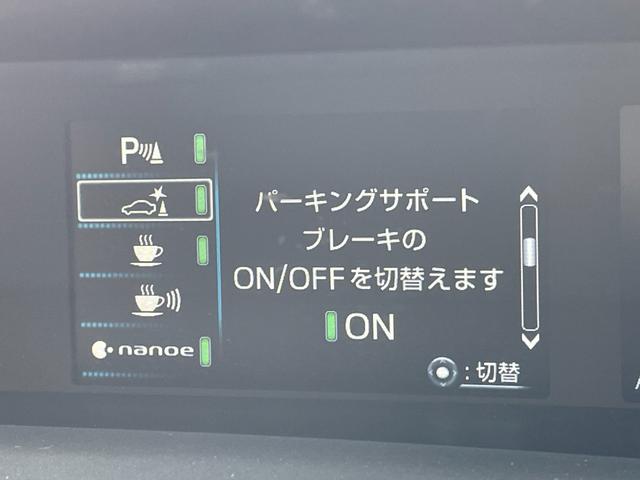 P
パーキングサポート
ブレーキの
ON/OFFを切替えます
ON
nanoe
:切替